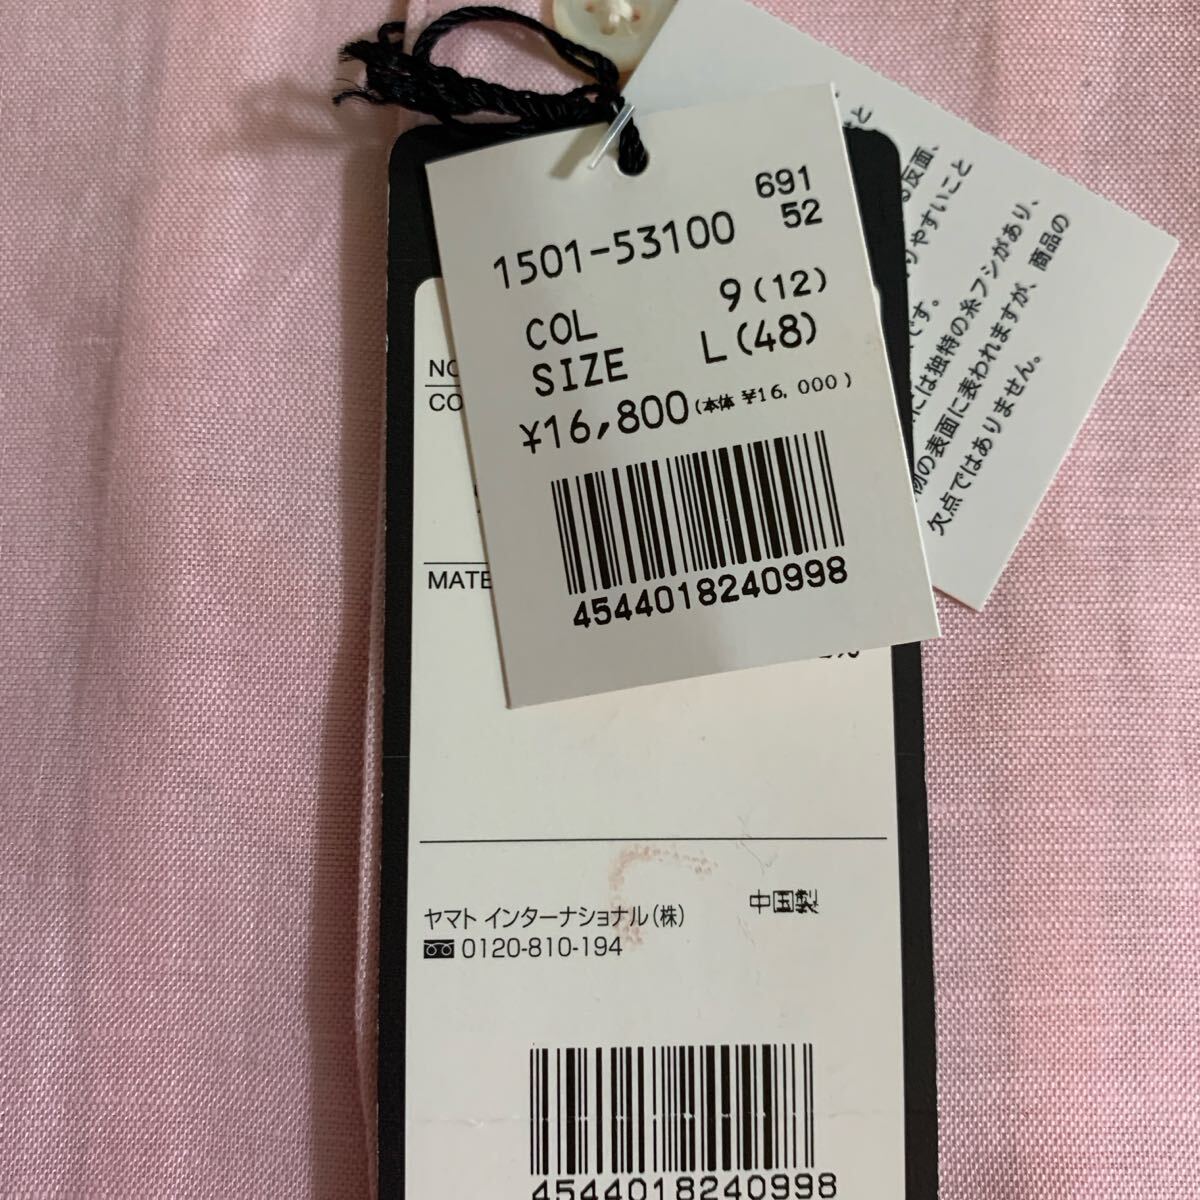 691
52
1501-53100
COL 9(12)
SIZE L(48)
¥16,800(本体 ¥16,000)
4544018240998
反面、
りやすいこと
です。
には独特の糸フシがあり、
物の表面に表われますが、商品の
欠点ではありません。
NO
CO
MATE
ヤマト インターナショナル(株)
中国製
0120-810-194
4544018240998